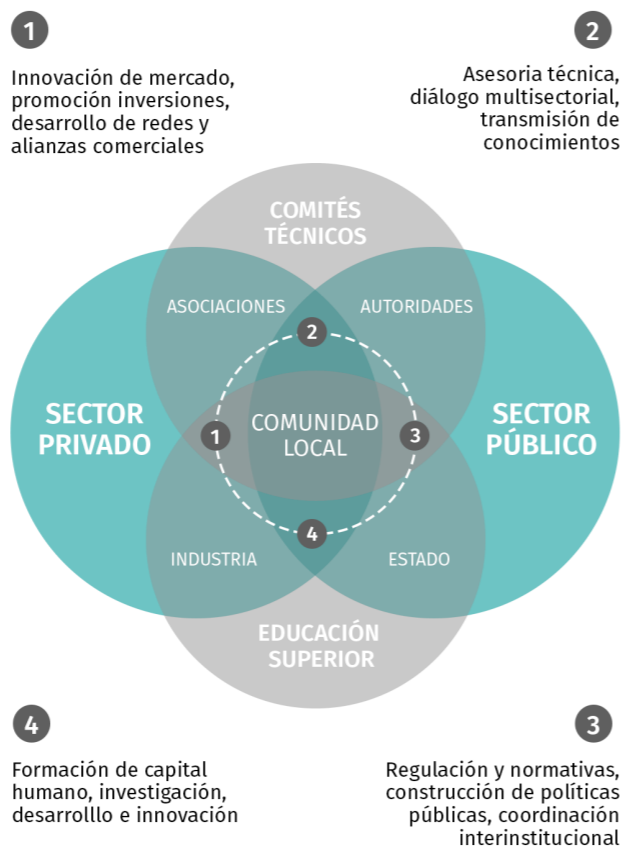 1
Innovación de mercado,
promoción inversiones,
desarrollo de redes y
alianzas comerciales
2
Asesoria técnica,
diálogo multisectorial,
transmisión de
conocimientos
COMITÉS
TÉCNICOS
ASOCIACIONES
AUTORIDADES
2
SECTOR
PRIVADO
1
COMUNIDAD
LOCAL
3
SECTOR
PÚBLICO
4
INDUSTRIA
ESTADO
EDUCACIÓN
SUPERIOR
4
Formación de capital
humano, investigación,
desarrolllo e innovación
3
Regulación y normativas,
construcción de políticas
públicas, coordinación
interinstitucional